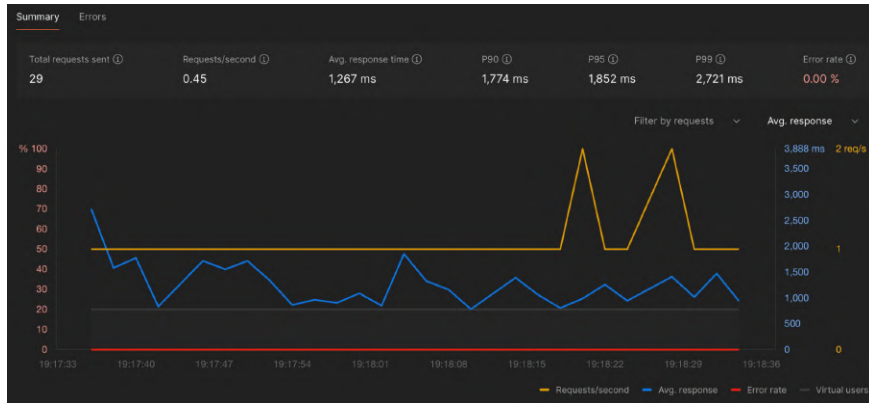 Summary Errors
Total requests sent ⓘ Requests/second ⓘ Avg. response time ⓘ P90 ⓘ P95 ⓘ P99 ⓘ Error rate ⓘ
29 0.45 1,267 ms 1,774 ms 1,852 ms 2,721 ms 0.00 %
Filter by requests Avg. response
% 100 3,888 ms 2 req/s
90 3,500
80 3,000
70 2,500
60
50 2,000 1
40 1,500
30 1,000
20 500
10
0 0 0
19:17:33 19:17:40 19:17:47 19:17:54 19:18:01 19:18:08 19:18:15 19:18:22 19:18:29 19:18:36
Requests/second Avg. response Error rate Virtual users